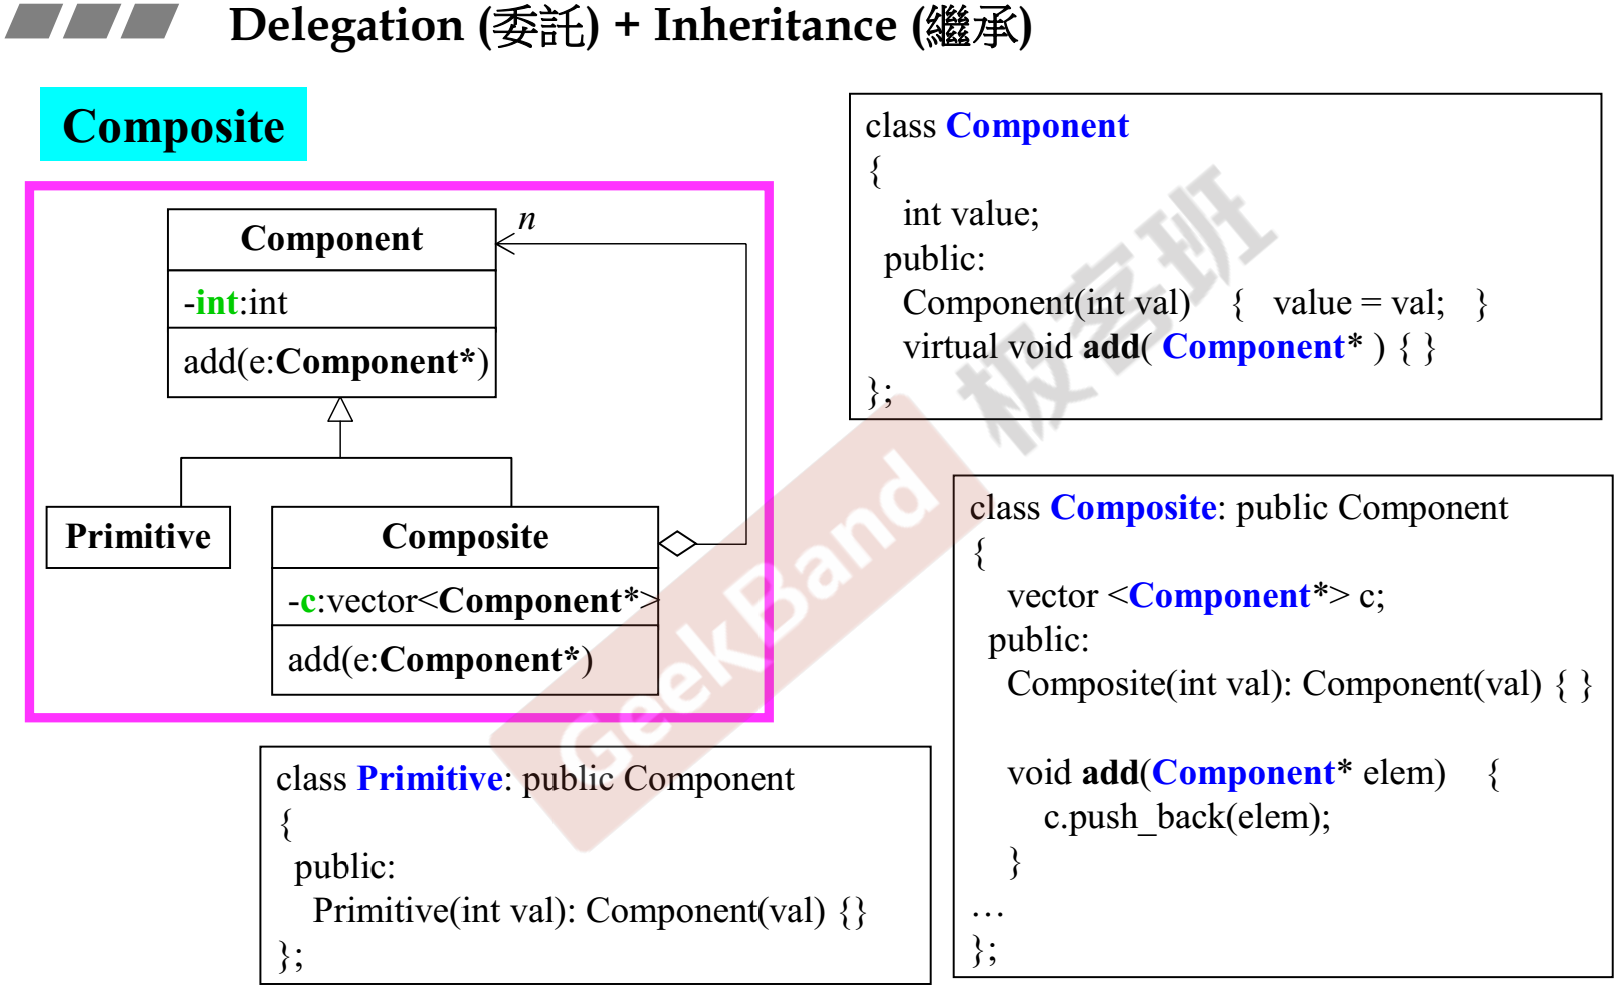 Delegation (委託) + Inheritance (繼承)
Composite
n
Component
-int:int
add(e:Component*)
Primitive
Composite
-c:vector<Component*>
add(e:Component*)
class Component
{
int value;
public:
Component(int val) { value = val; }
virtual void add( Component* ) { }
};
class Composite: public Component
{
vector <Component*> c;
public:
Composite(int val): Component(val) { }
void add(Component* elem) {
c.push_back(elem);
}
…
};
class Primitive: public Component
{
public:
Primitive(int val): Component(val) {}
};
GeekBand 极客班